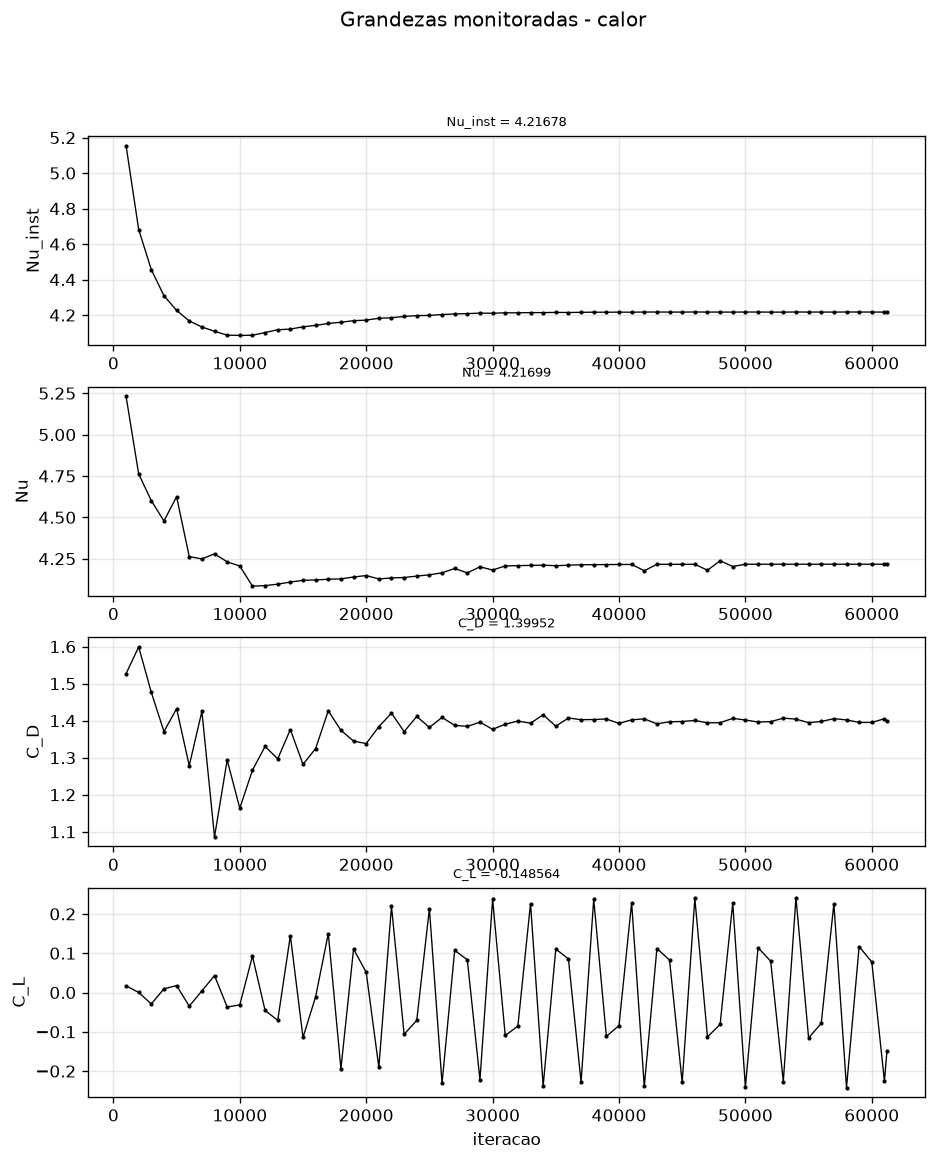 Grandezas monitoradas - calor
Nu_inst = 4.21678
5.2
5.0
4.8
4.6
4.4
4.2
Nu_inst
0 10000 20000 30000 40000 50000 60000
Nu = 4.21699
5.25
5.00
4.75
4.50
4.25
Nu
0 10000 20000 30000 40000 50000 60000
C_D = 1.39952
1.6
1.5
1.4
1.3
1.2
1.1
C_D
0 10000 20000 30000 40000 50000 60000
C_L = -0.148564
0.2
0.1
0.0
−0.1
−0.2
C_L
0 10000 20000 30000 40000 50000 60000
iteracao